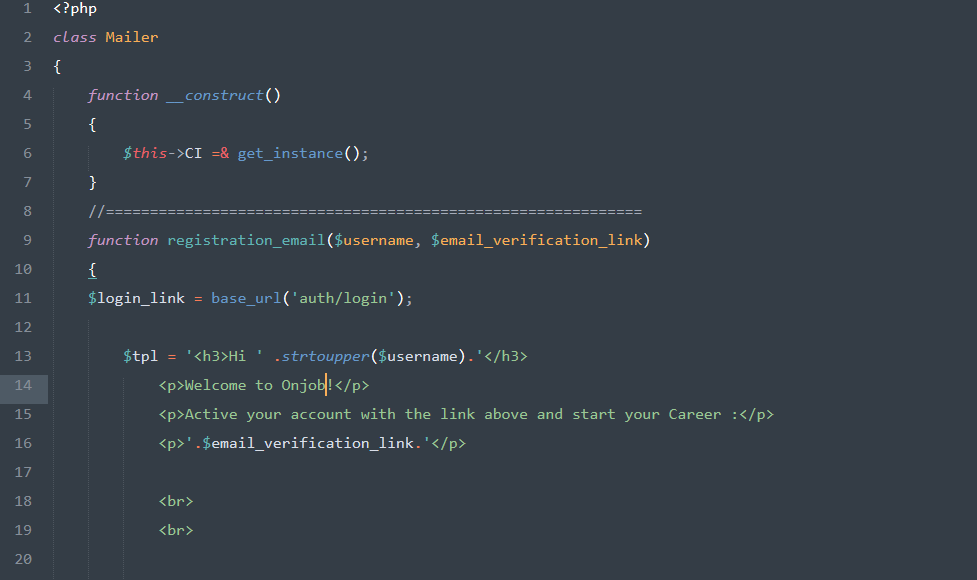 1 <?php
2 class Mailer
3 {
4 function __construct()
5 {
6 $this->CI =& get_instance();
7 }
8 //=============================================================
9 function registration_email($username, $email_verification_link)
10 {
11 $login_link = base_url('auth/login');
12
13 $tpl = '<h3>Hi ' .strtoupper($username).'</h3>
14 <p>Welcome to Onjob!</p>
15 <p>Active your account with the link above and start your Career :</p>
16 <p>'.$email_verification_link.'</p>
17
18 <br>
19 <br>
20